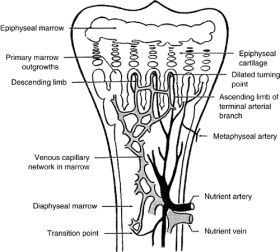 Epiphyseal marrow
Primary marrow
outgrowths
Descending limb
Epiphyseal
cartilage
Dilated turning
point
Ascending limb of
terminal arterial
branch
Metaphyseal artery
Venous capillary
network in marrow
Diaphyseal marrow
Nutrient artery
Transition point
Nutrient vein